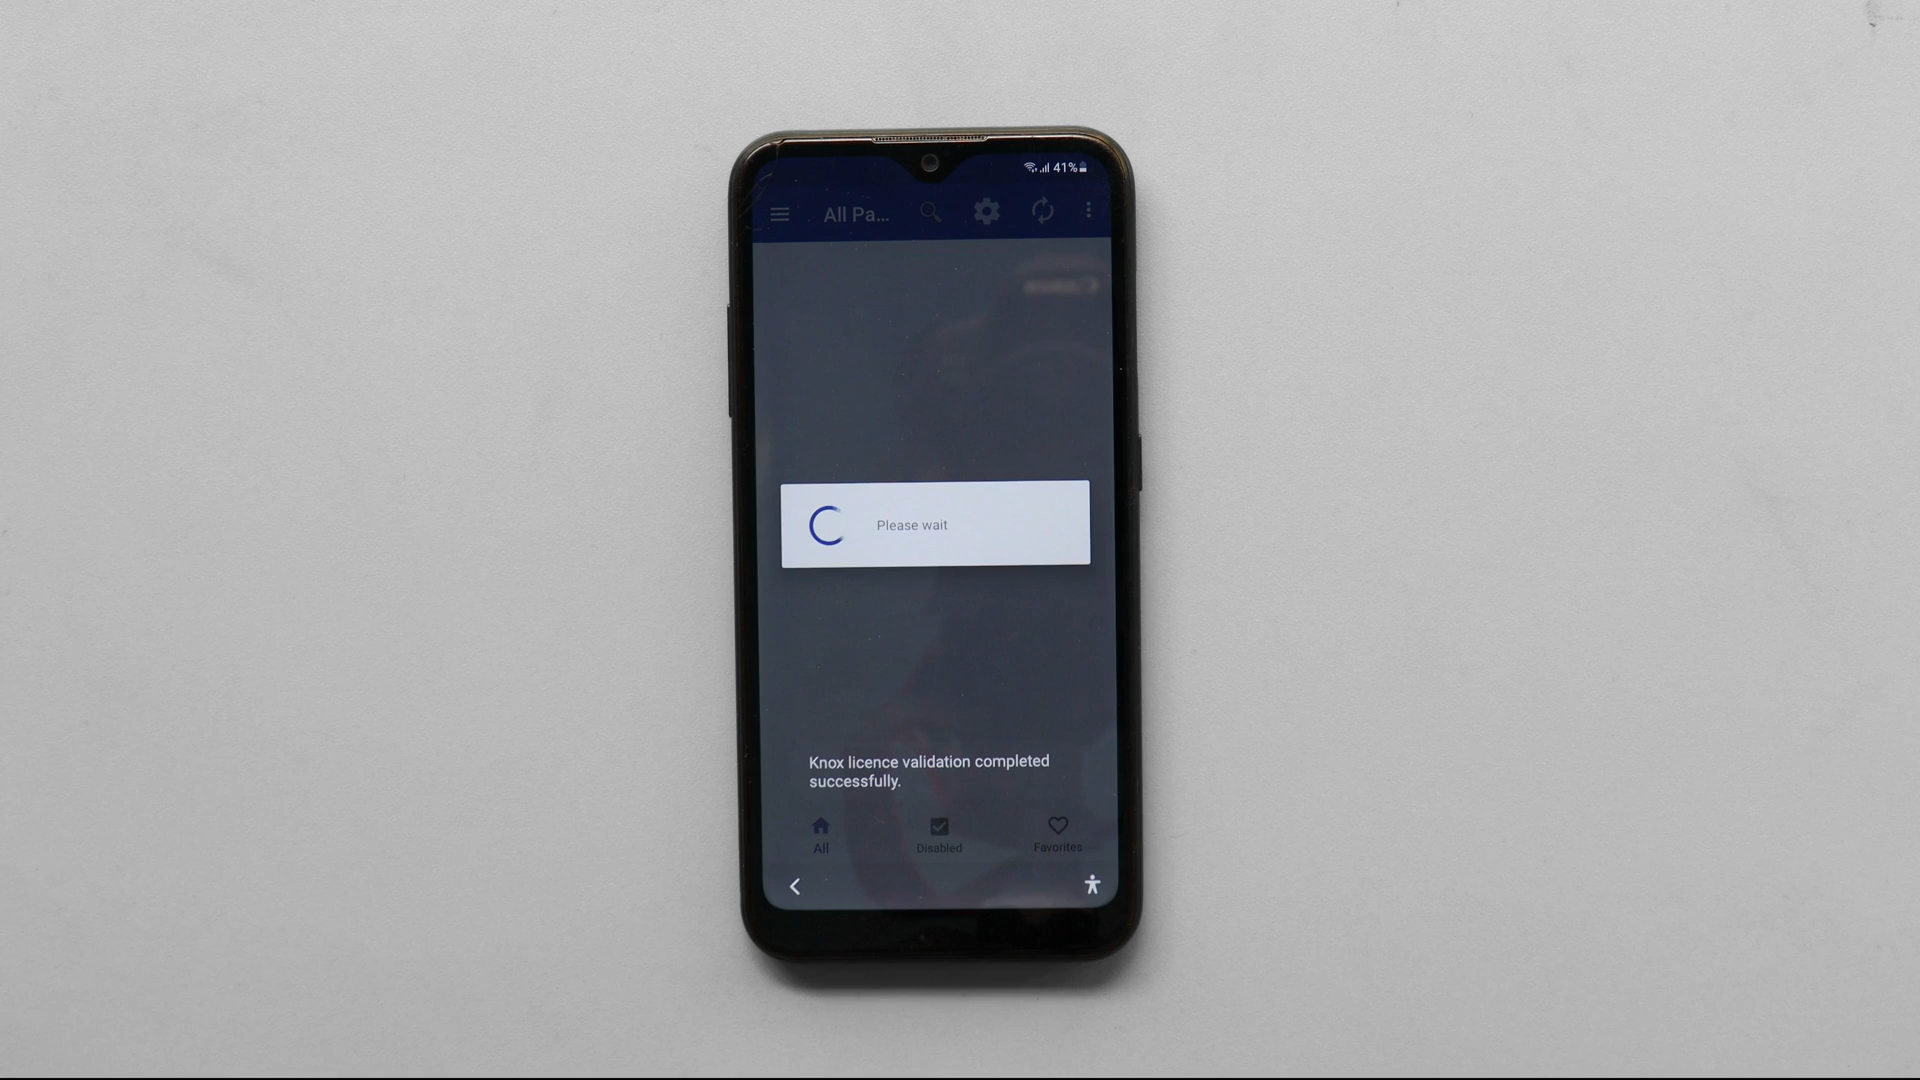 41%
All Pa...
Please wait
Knox licence validation completed
successfully.
All Disabled Favorites